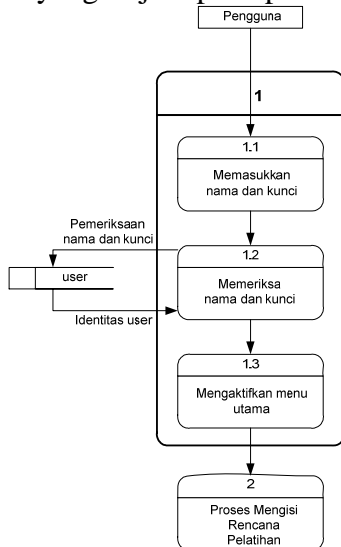 Pengguna
1
1.1
Memasukkan
nama dan kunci
Pemeriksaan
nama dan kunci
1.2
Memeriksa
nama dan kunci
user
Identitas user
1.3
Mengaktifkan menu
utama
2
Proses Mengisi
Rencana
Pelatihan